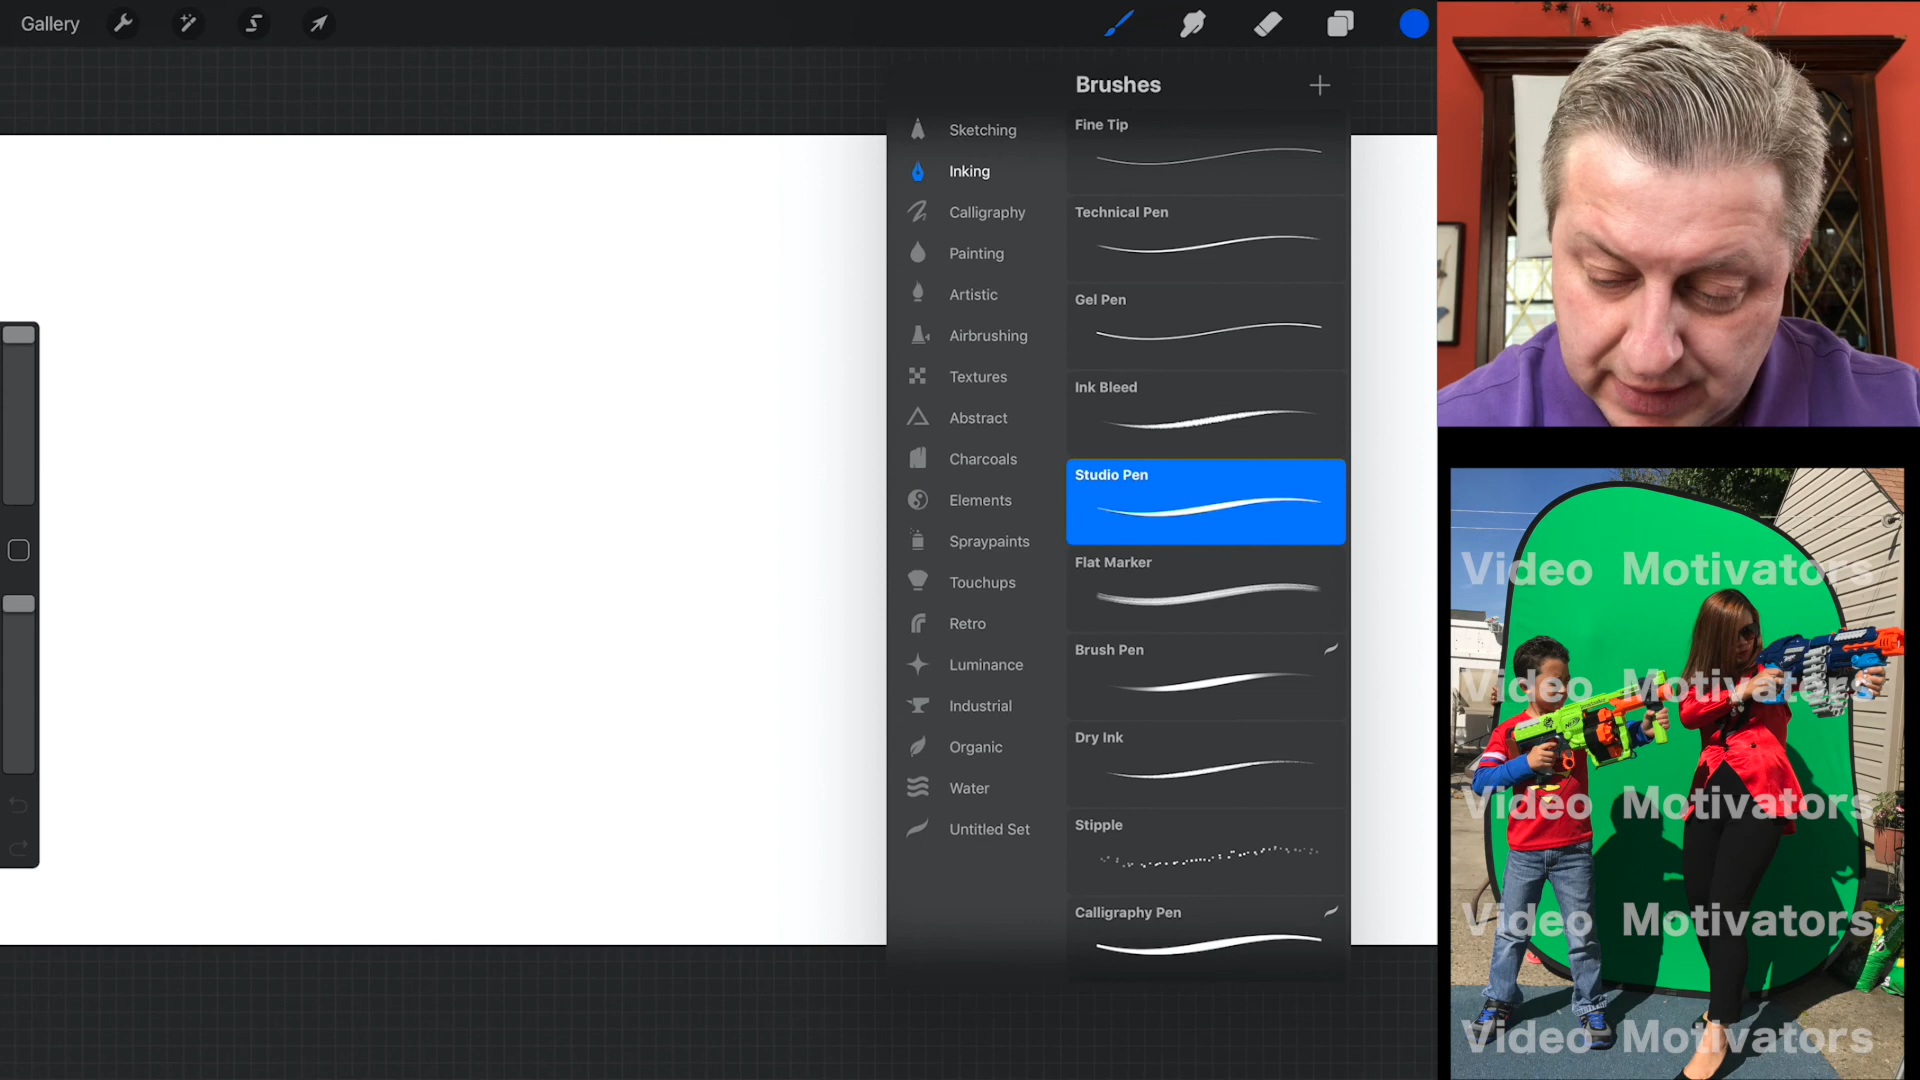 Gallery
Brushes
Sketching
Inking
Calligraphy
Painting
Artistic
Airbrushing
Textures
Abstract
Charcoals
Elements
Spraypaints
Touchups
Retro
Luminance
Industrial
Organic
Water
Untitled Set
Fine Tip
Technical Pen
Gel Pen
Ink Bleed
Studio Pen
Flat Marker
Brush Pen
Dry Ink
Stipple
Calligraphy Pen
Video Motivators
Video Motivators
Video Motivators
Video Motivators
Video Motivators
NERF